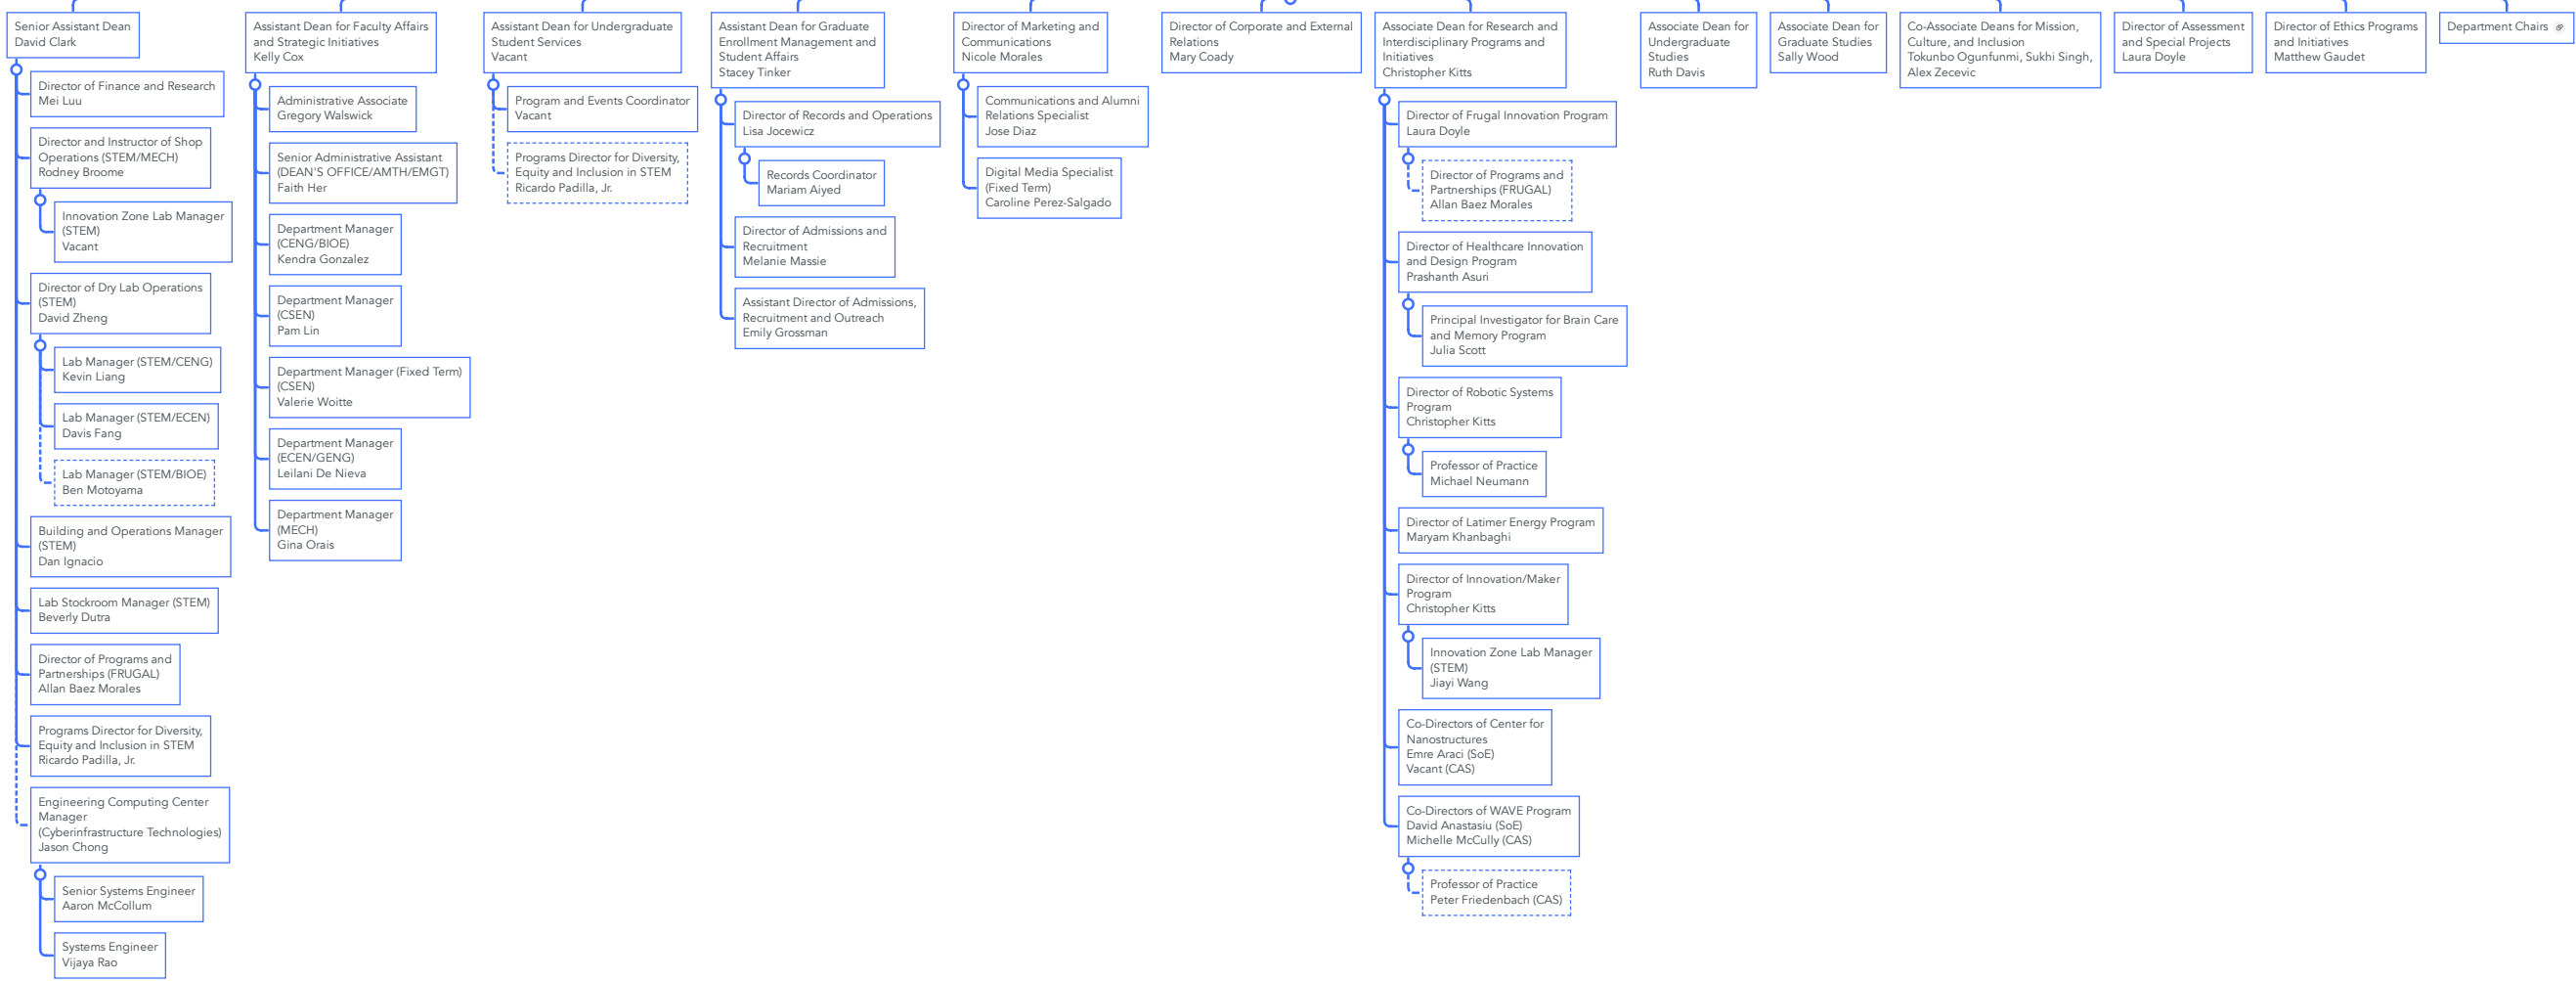 Senior Assistant Dean
David Clark
Director of Finance and Research
Mei Luu
Director and Instructor of Shop
Operations (STEM/MECH)
Rodney Broome
Innovation Zone Lab Manager
(STEM)
Vacant
Director of Dry Lab Operations
(STEM)
David Zheng
Lab Manager (STEM/CENG)
Kevin Liang
Lab Manager (STEM/ECEN)
Davis Fang
Lab Manager (STEM/BIOE)
Ben Motoyama
Building and Operations Manager
(STEM)
Dan Ignacio
Lab Stockroom Manager (STEM)
Beverly Dutra
Director of Programs and
Partnerships (FRUGAL)
Allan Baez Morales
Programs Director for Diversity,
Equity and Inclusion in STEM
Ricardo Padilla, Jr.
Engineering Computing Center
Manager
(Cyberinfrastructure Technologies)
Jason Chong
Senior Systems Engineer
Aaron McCollum
Systems Engineer
Vijaya Rao
Assistant Dean for Faculty Affairs
and Strategic Initiatives
Kelly Cox
Administrative Associate
Gregory Walswick
Senior Administrative Assistant
(DEAN'S OFFICE/AMTH/EMGT)
Faith Her
Department Manager
(CENG/BIOE)
Kendra Gonzalez
Department Manager
(CSEN)
Pam Lin
Department Manager (Fixed Term)
(CSEN)
Valerie Woitte
Department Manager
(ECEN/GENG)
Leilani De Nieva
Department Manager
(MECH)
Gina Orais
Assistant Dean for Undergraduate
Student Services
Vacant
Program and Events Coordinator
Vacant
Programs Director for Diversity,
Equity and Inclusion in STEM
Ricardo Padilla, Jr.
Assistant Dean for Graduate
Enrollment Management and
Student Affairs
Stacey Tinker
Director of Records and Operations
Lisa Jocewicz
Records Coordinator
Mariam Aiyed
Director of Admissions and
Recruitment
Melanie Massie
Assistant Director of Admissions,
Recruitment and Outreach
Emily Grossman
Director of Marketing and
Communications
Nicole Morales
Communications and Alumni
Relations Specialist
Jose Diaz
Digital Media Specialist
(Fixed Term)
Caroline Perez-Salgado
Director of Corporate and External
Relations
Mary Coady
Associate Dean for Research and
Interdisciplinary Programs and
Initiatives
Christopher Kitts
Director of Frugal Innovation Program
Laura Doyle
Director of Programs and
Partnerships (FRUGAL)
Allan Baez Morales
Director of Healthcare Innovation
and Design Program
Prashanth Asuri
Principal Investigator for Brain Care
and Memory Program
Julia Scott
Director of Robotic Systems
Program
Christopher Kitts
Professor of Practice
Michael Neumann
Director of Latimer Energy Program
Maryam Khanbaghi
Director of Innovation/Maker
Program
Christopher Kitts
Innovation Zone Lab Manager
(STEM)
Jiayi Wang
Co-Directors of Center for
Nanostructures
Emre Araci (SoE)
Vacant (CAS)
Co-Directors of WAVE Program
David Anastasiu (SoE)
Michelle McCully (CAS)
Professor of Practice
Peter Friedenbach (CAS)
Associate Dean for
Undergraduate
Studies
Ruth Davis
Associate Dean for
Graduate Studies
Sally Wood
Co-Associate Deans for Mission,
Culture, and Inclusion
Tokunbo Ogunfunmi, Sukhi Singh,
Alex Zecevic
Director of Assessment
and Special Projects
Laura Doyle
Director of Ethics Programs
and Initiatives
Matthew Gaudet
Department Chairs